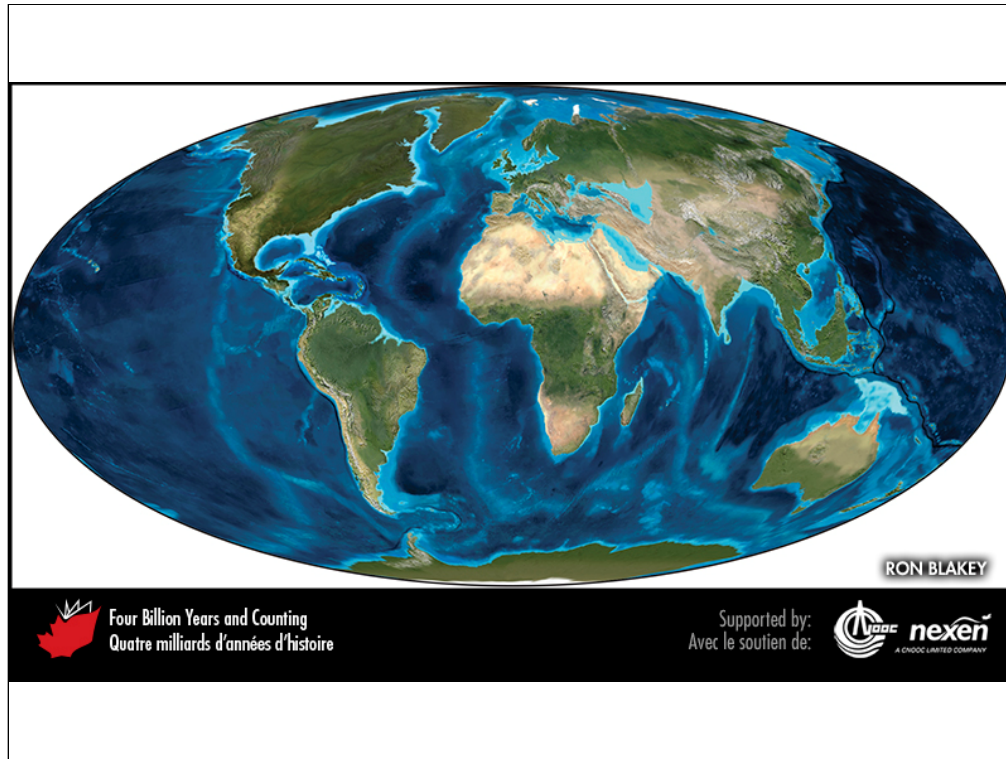 RON BLAKEY
Four Billion Years and Counting
Quatre milliards d'années d'histoire
Supported by:
Avec le soutien de:
CNOOC
nexen
A CNOOC LIMITED COMPANY